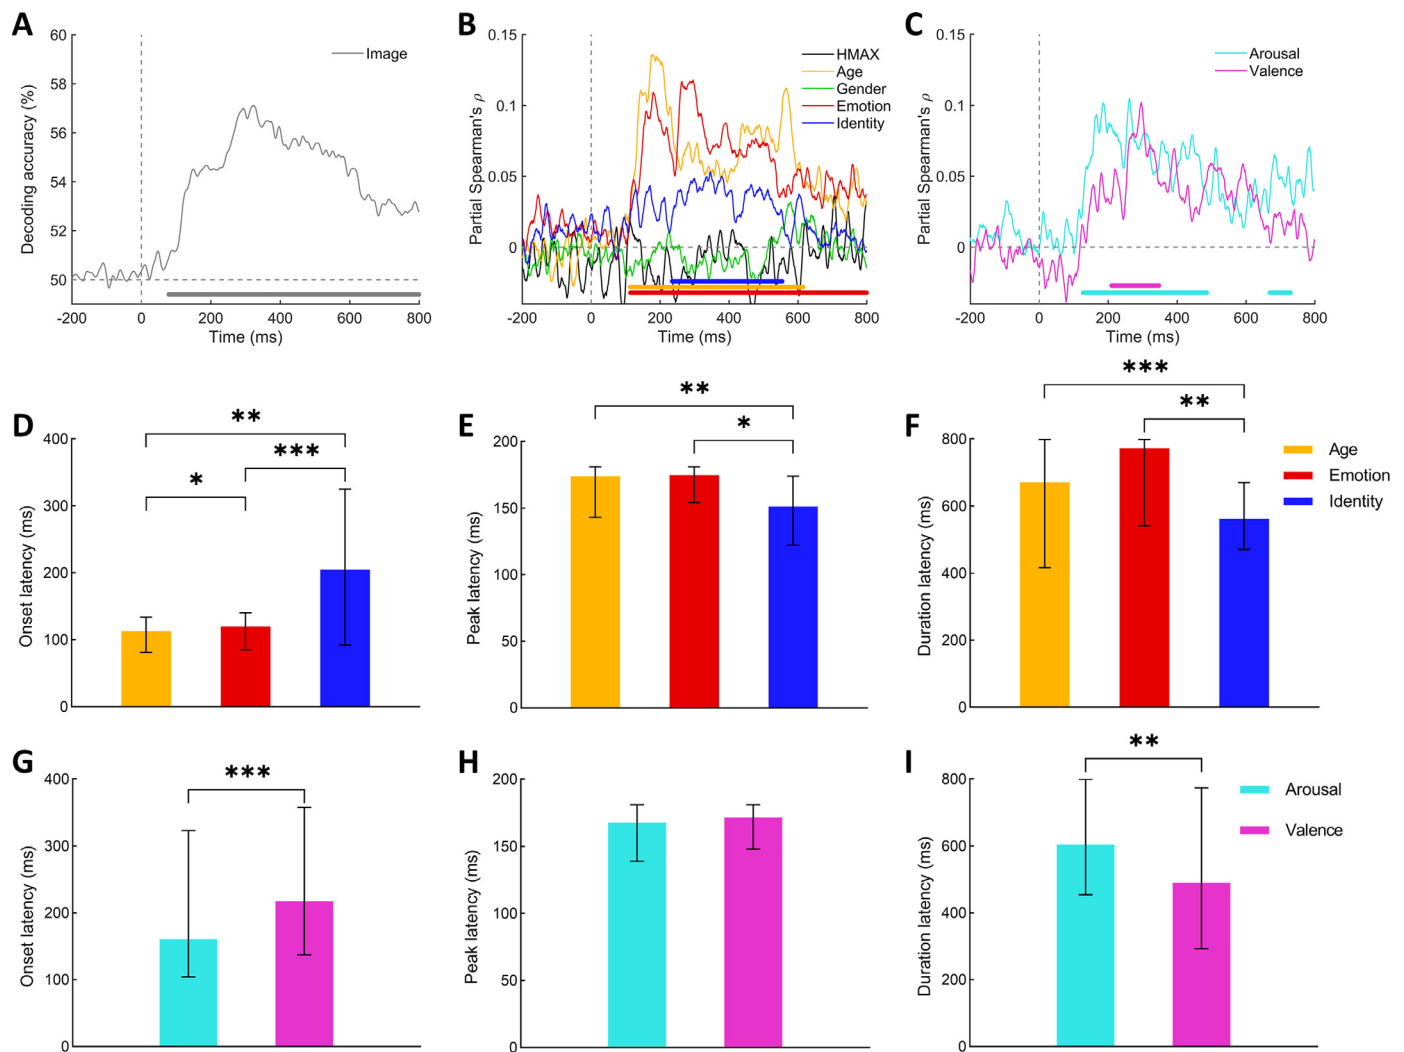 A
60
58
56
54
52
50
Decoding accuracy (%)
Image
-200 0 200 400 600 800
Time (ms)
B
0.15
0.1
0.05
0
Partial Spearman's ρ
HMAX
Age
Gender
Emotion
Identity
-200 0 200 400 600 800
Time (ms)
C
0.15
0.1
0.05
0
Partial Spearman's ρ
Arousal
Valence
-200 0 200 400 600 800
Time (ms)
D
400
300
200
100
0
Onset latency (ms)
**
***
*
E
200
150
100
50
0
Peak latency (ms)
**
*
F
800
600
400
200
0
Duration latency (ms)
***
**
Age
Emotion
Identity
G
400
300
200
100
0
Onset latency (ms)
***
H
200
150
100
50
0
Peak latency (ms)
I
800
600
400
200
0
Duration latency (ms)
**
Arousal
Valence